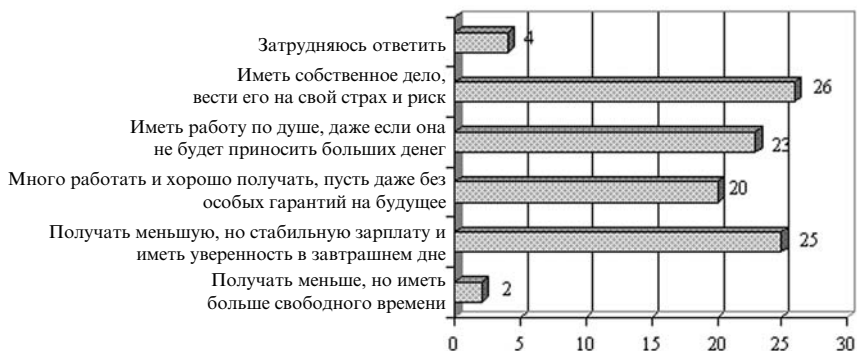 Затрудняюсь ответить
4
Иметь собственное дело,
вести его на свой страх и риск
26
Иметь работу по душе, даже если она
не будет приносить больших денег
23
Много работать и хорошо получать, пусть даже без
особых гарантий на будущее
20
Получать меньшую, но стабильную зарплату и
иметь уверенность в завтрашнем дне
25
Получать меньше, но иметь
больше свободного времени
2
0 5 10 15 20 25 30